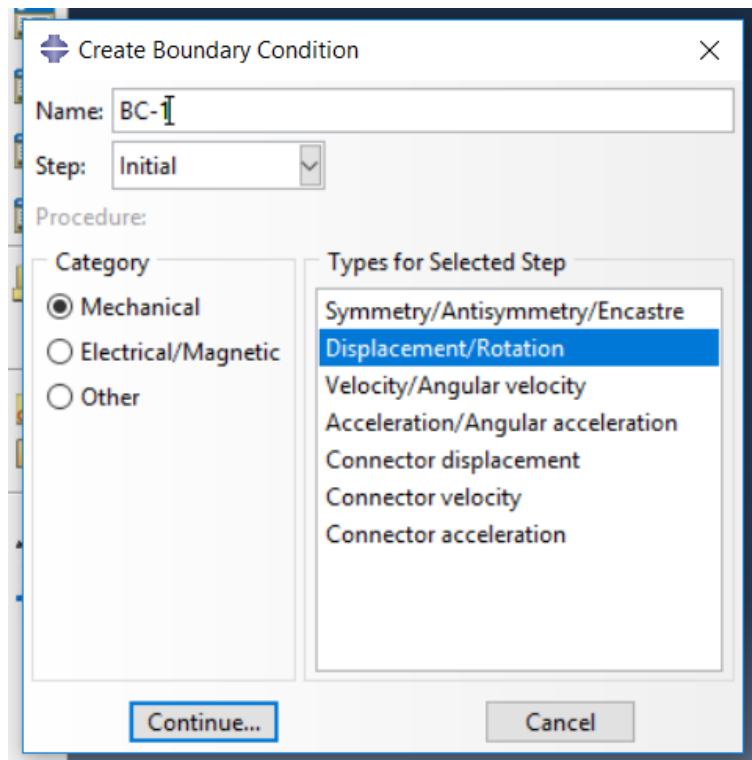 Create Boundary Condition
Name: BC-1
Step: Initial
Procedure:
Category
Mechanical
Electrical/Magnetic
Other
Types for Selected Step
Symmetry/Antisymmetry/Encastre
Displacement/Rotation
Velocity/Angular velocity
Acceleration/Angular acceleration
Connector displacement
Connector velocity
Connector acceleration
Continue...
Cancel